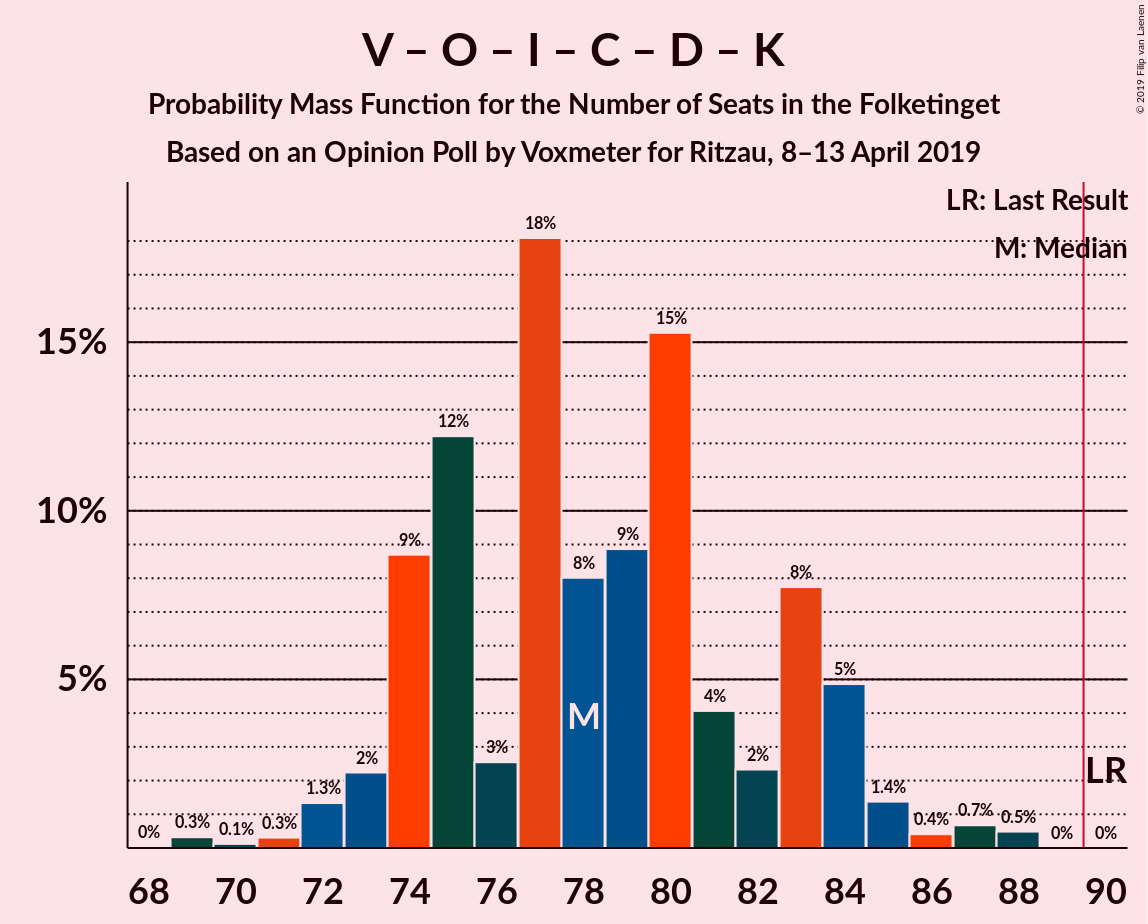 V – O – I – C – D – K
Probability Mass Function for the Number of Seats in the Folketinget
Based on an Opinion Poll by Voxmeter for Ritzau, 8–13 April 2019
© 2019 Filip van Laenen
LR: Last Result
M: Median
18%
15%
15%
12%
10%
9%
9%
8%
8%
5%
5%
4%
M
3%
2%
2%
LR
1.3%
1.4%
0%
0.3%
0.1%
0.3%
0.4%
0.7%
0.5%
0%
0%
68 70 72 74 76 78 80 82 84 86 88 90